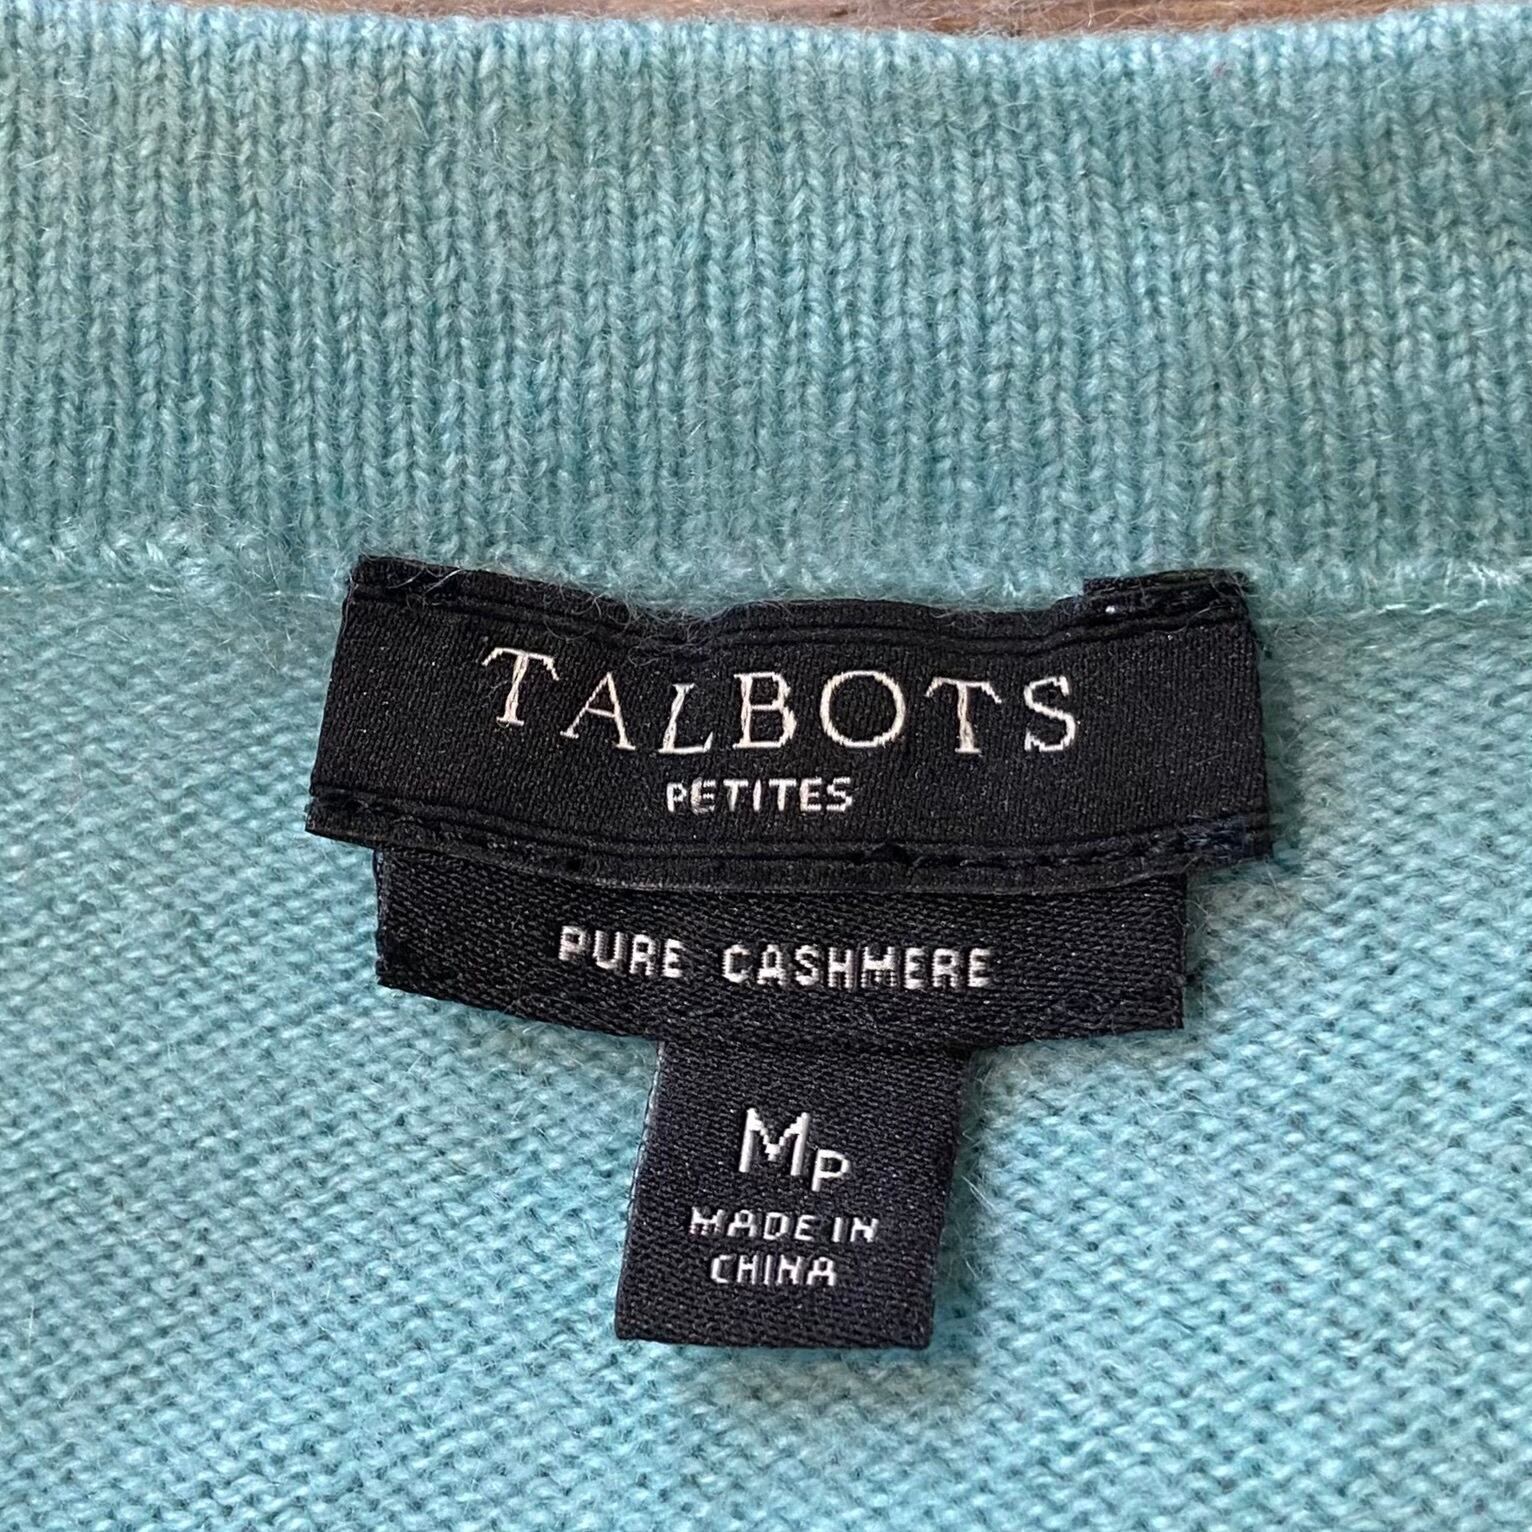 TALBOTS
PETITES
PURE CASHMERE
MP
MADE IN
CHINA